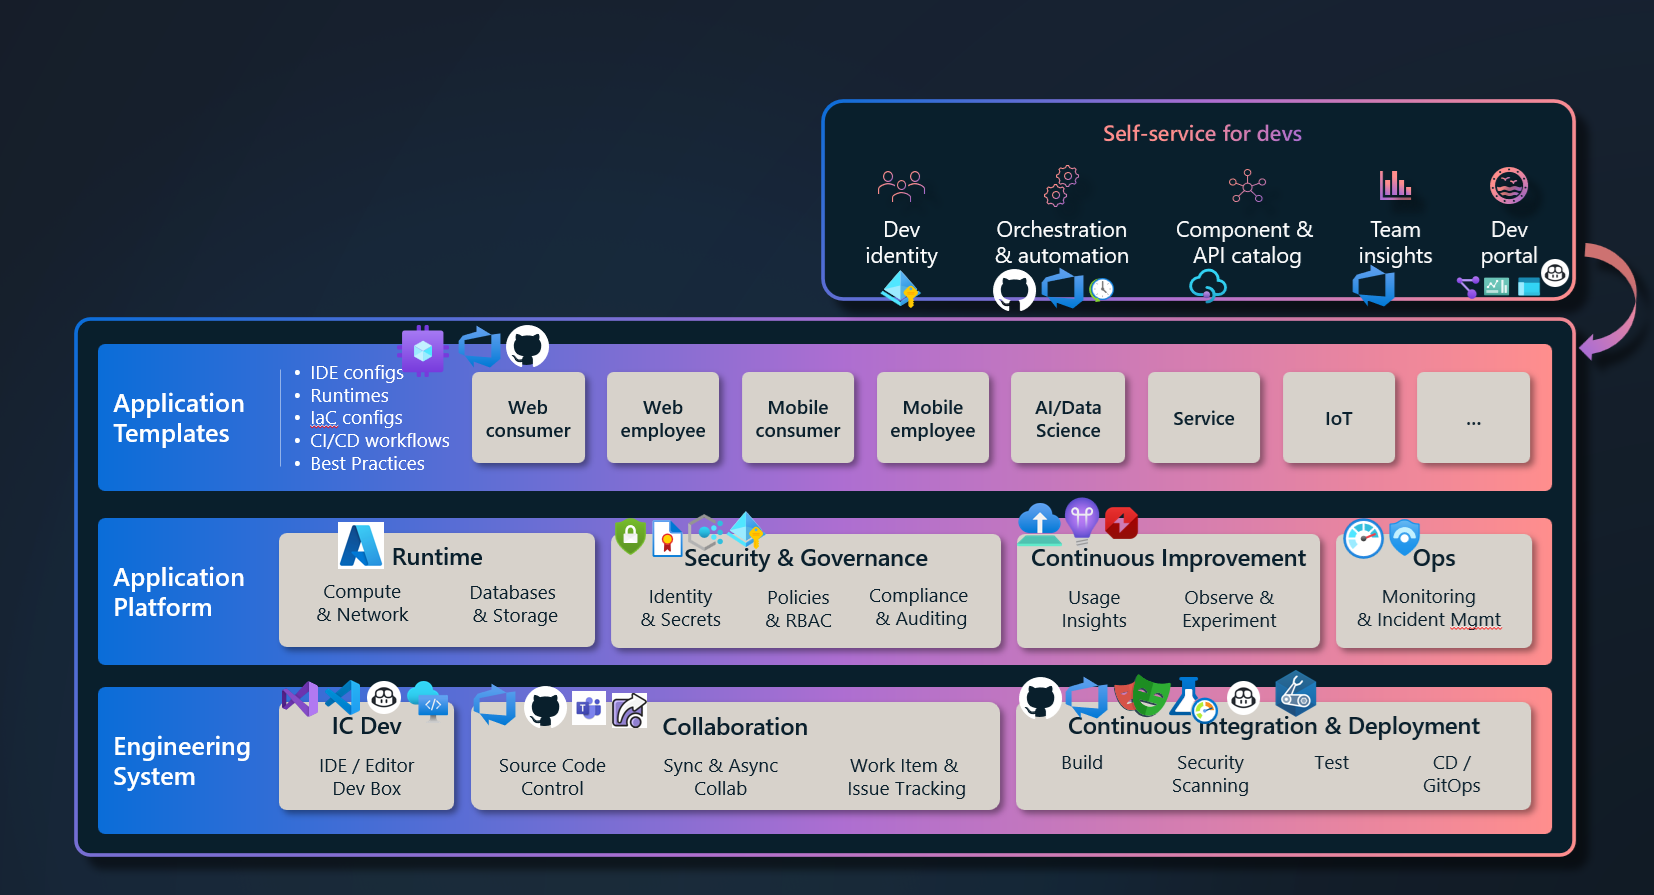 Self-service for devs
Dev
identity
Orchestration
& automation
Component &
API catalog
Team
insights
Dev
portal
Application
Templates
• IDE configs
• Runtimes
• IaC configs
• CI/CD workflows
• Best Practices
Web
consumer
Web
employee
Mobile
consumer
Mobile
employee
AI/Data
Science
Service
IoT
...
Application
Platform
Runtime
Compute
& Network
Databases
& Storage
Security & Governance
Identity
& Secrets
Policies
& RBAC
Compliance
& Auditing
Continuous Improvement
Usage
Insights
Observe &
Experiment
Ops
Monitoring
& Incident Mgmt
Engineering
System
IC Dev
IDE / Editor
Dev Box
Collaboration
Source Code
Control
Sync & Async
Collab
Work Item &
Issue Tracking
Continuous Integration & Deployment
Build
Security
Scanning
Test
CD /
GitOps